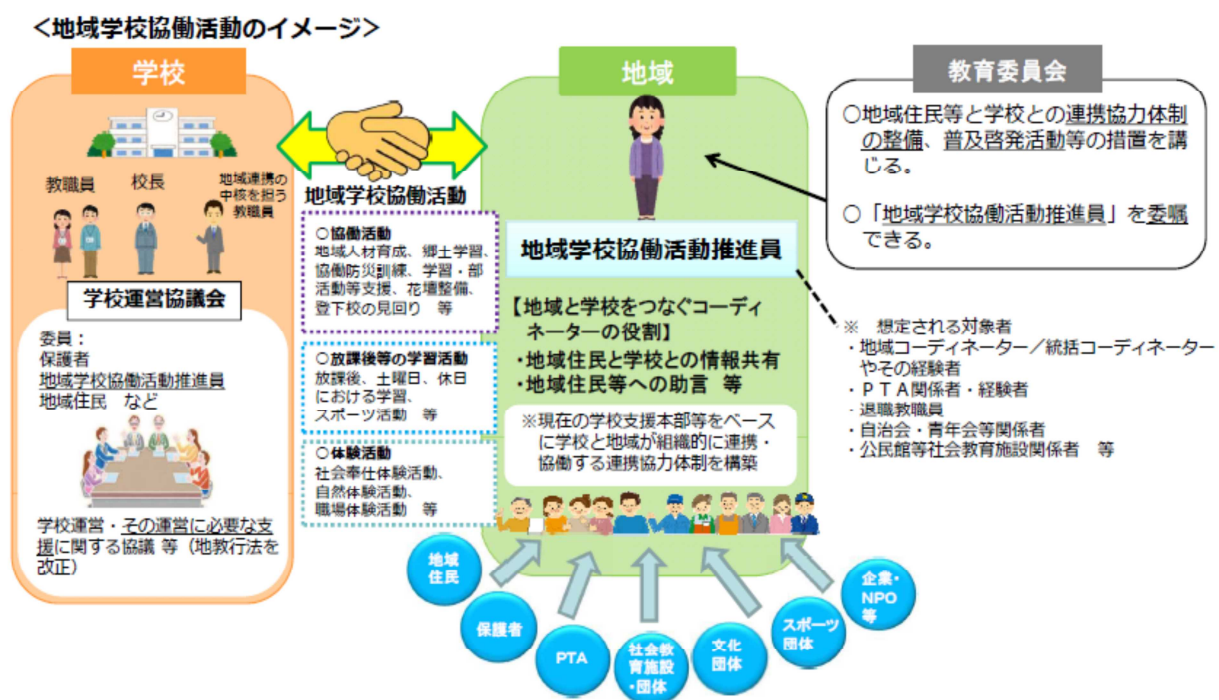 ＜地域学校協働活動のイメージ＞
学校
教職員
校長
地域連携の
中核を担う
教職員
学校運営協議会
委員：
保護者
地域学校協働活動推進員
地域住民　など
学校運営・その運営に必要な支
援に関する協議 等（地教行法を
改正）
地域学校協働活動
○協働活動
地域人材育成、郷土学習、
協働防災訓練、学習・部
活動等支援、花壇整備、
登下校の見回り　等
○放課後等の学習活動
放課後、土曜日、休日
における学習、
スポーツ活動　等
○体験活動
社会奉仕体験活動、
自然体験活動、
職場体験活動　等
地域
地域学校協働活動推進員
【地域と学校をつなぐコーディ
ネーターの役割】
・地域住民と学校との情報共有
・地域住民等への助言　等
※現在の学校支援本部等をベース
に学校と地域が組織的に連携・
協働する連携協力体制を構築
地域
住民
保護者
PTA
社会教
育施設
・団体
文化
団体
スポーツ
団体
企業・
NPO
等
教育委員会
○地域住民等と学校との連携協力体制
の整備、普及啓発活動等の措置を講
じる。
○「地域学校協働活動推進員」を委嘱
できる。
※　想定される対象者
・地域コーディネーター／統括コーディネーター
やその経験者
・ＰＴＡ関係者・経験者
・退職教職員
・自治会・青年会等関係者
・公民館等社会教育施設関係者　等